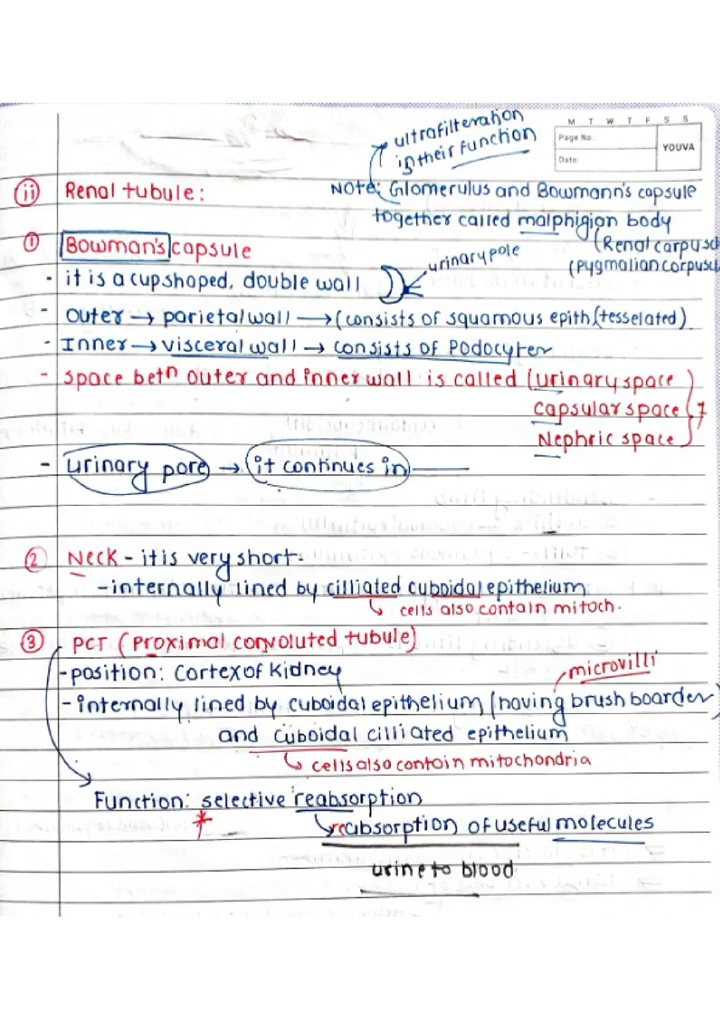 M T W T F S S
Page No.:
Date:
YOUVA
ultrafilteration
is their function
(ii) Renal tubule:
NOTE: Glomerulus and Bowmann's capsule
together called malphigion body
(Renal carpusc
(Pygmalian corpuscl
① Bowman's capsule
urinary pole
- it is a cup shaped, double wall
- Outer → parietal wall → (consists of squamous epith (tesselated)
- Inner → visceral wall → consists of Podocytes
- Space betn outer and inner wall is called (urinary space
Capsular space
Nephric space
- urinary pore → it continues in
② Neck - it is very short.
- internally lined by cilliated cuboidal epithelium
↳ cells also contain mitoch.
③ PCT (Proximal convoluted tubule)
- position: Cortex of Kidney
microvilli
- internally lined by cuboidal epithelium (having brush boarder)
and cuboidal cilliated epithelium
↳ cells also contain mitochondria
Function: selective reabsorption
* ↳ reabsorption of useful molecules
urine to blood